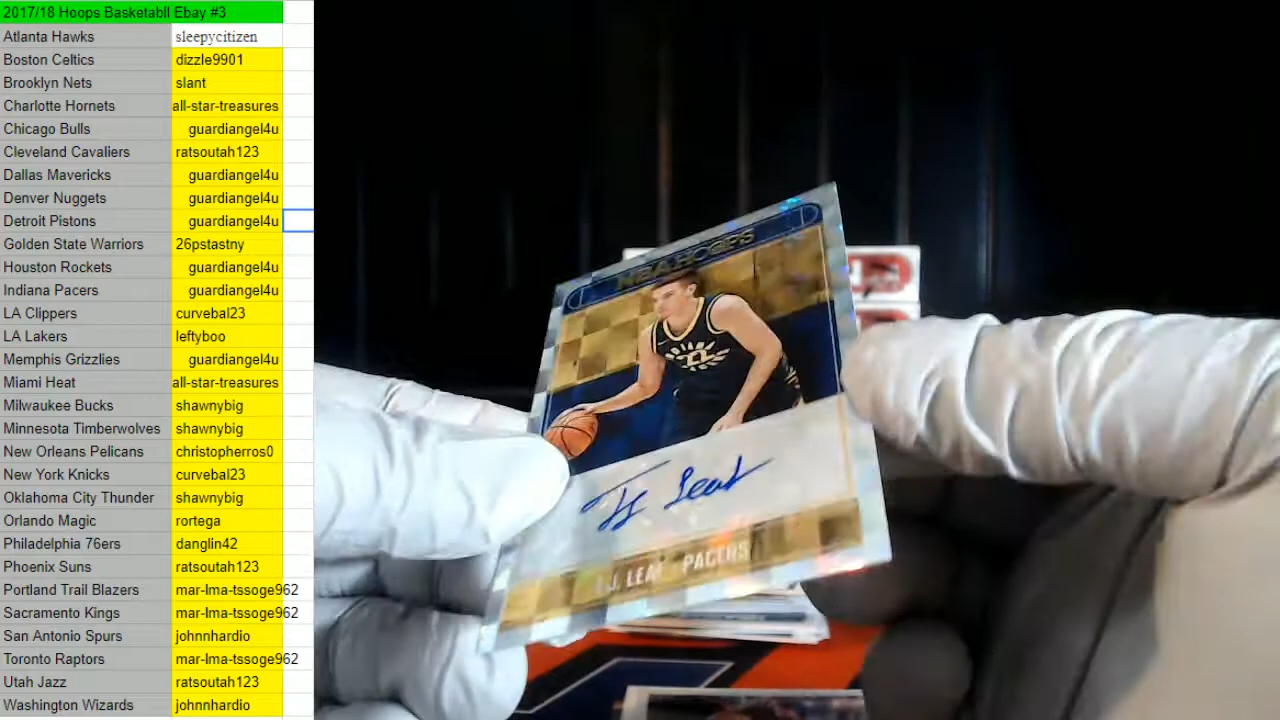 2017/18 Hoops Basketabll Ebay #3
Atlanta Hawks sleepycitizen
Boston Celtics dizzle9901
Brooklyn Nets slant
Charlotte Hornets all-star-treasures
Chicago Bulls guardiangel4u
Cleveland Cavaliers ratsoutah123
Dallas Mavericks guardiangel4u
Denver Nuggets guardiangel4u
Detroit Pistons guardiangel4u
Golden State Warriors 26pstastny
Houston Rockets guardiangel4u
Indiana Pacers guardiangel4u
LA Clippers curvebal23
LA Lakers leftyboo
Memphis Grizzlies guardiangel4u
Miami Heat all-star-treasures
Milwaukee Bucks shawnybig
Minnesota Timberwolves shawnybig
New Orleans Pelicans christopherros0
New York Knicks curvebal23
Oklahoma City Thunder shawnybig
Orlando Magic rortega
Philadelphia 76ers danglin42
Phoenix Suns ratsoutah123
Portland Trail Blazers mar-lma-tssoge962
Sacramento Kings mar-lma-tssoge962
San Antonio Spurs johnnhardio
Toronto Raptors mar-lma-tssoge962
Utah Jazz ratsoutah123
Washington Wizards johnnhardio
NBA HOOPS
INDIANA
22
TJ Leaf
T.J. LEAF PACERS